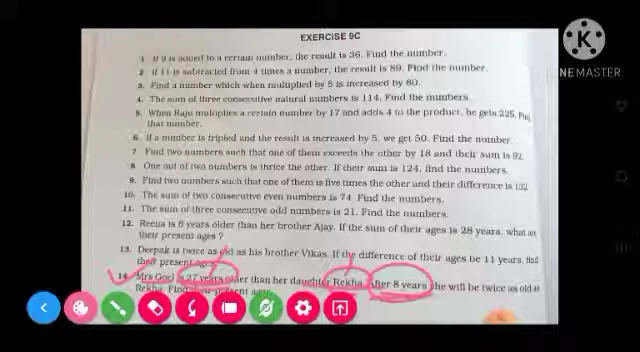 EXERCISE 9C
K
NEMASTER
1. If 9 is added to a certain number, the result is 36. Find the number.
2. If 11 is subtracted from 4 times a number, the result is 89. Find the number.
3. Find a number which when multiplied by 5 is increased by 80.
4. The sum of three consecutive natural numbers is 114. Find the numbers.
5. When Raju multiplies a certain number by 17 and adds 4 to the product, he gets 225. Find
that number.
6. If a number is tripled and the result is increased by 5, we get 50. Find the number.
7. Find two numbers such that one of them exceeds the other by 18 and their sum is 92.
8. One out of two numbers is thrice the other. If their sum is 124, find the numbers.
9. Find two numbers such that one of them is five times the other and their difference is 132
10. The sum of two consecutive even numbers is 74. Find the numbers.
11. The sum of three consecutive odd numbers is 21. Find the numbers.
12. Reena is 6 years older than her brother Ajay. If the sum of their ages is 28 years, what are
their present ages ?
13. Deepak is twice as old as his brother Vikas. If the difference of their ages be 11 years, find
their present ages.
14. Mrs Goel is 27 years older than her daughter Rekha. After 8 years she will be twice as old as
Rekha. Find their present ages.